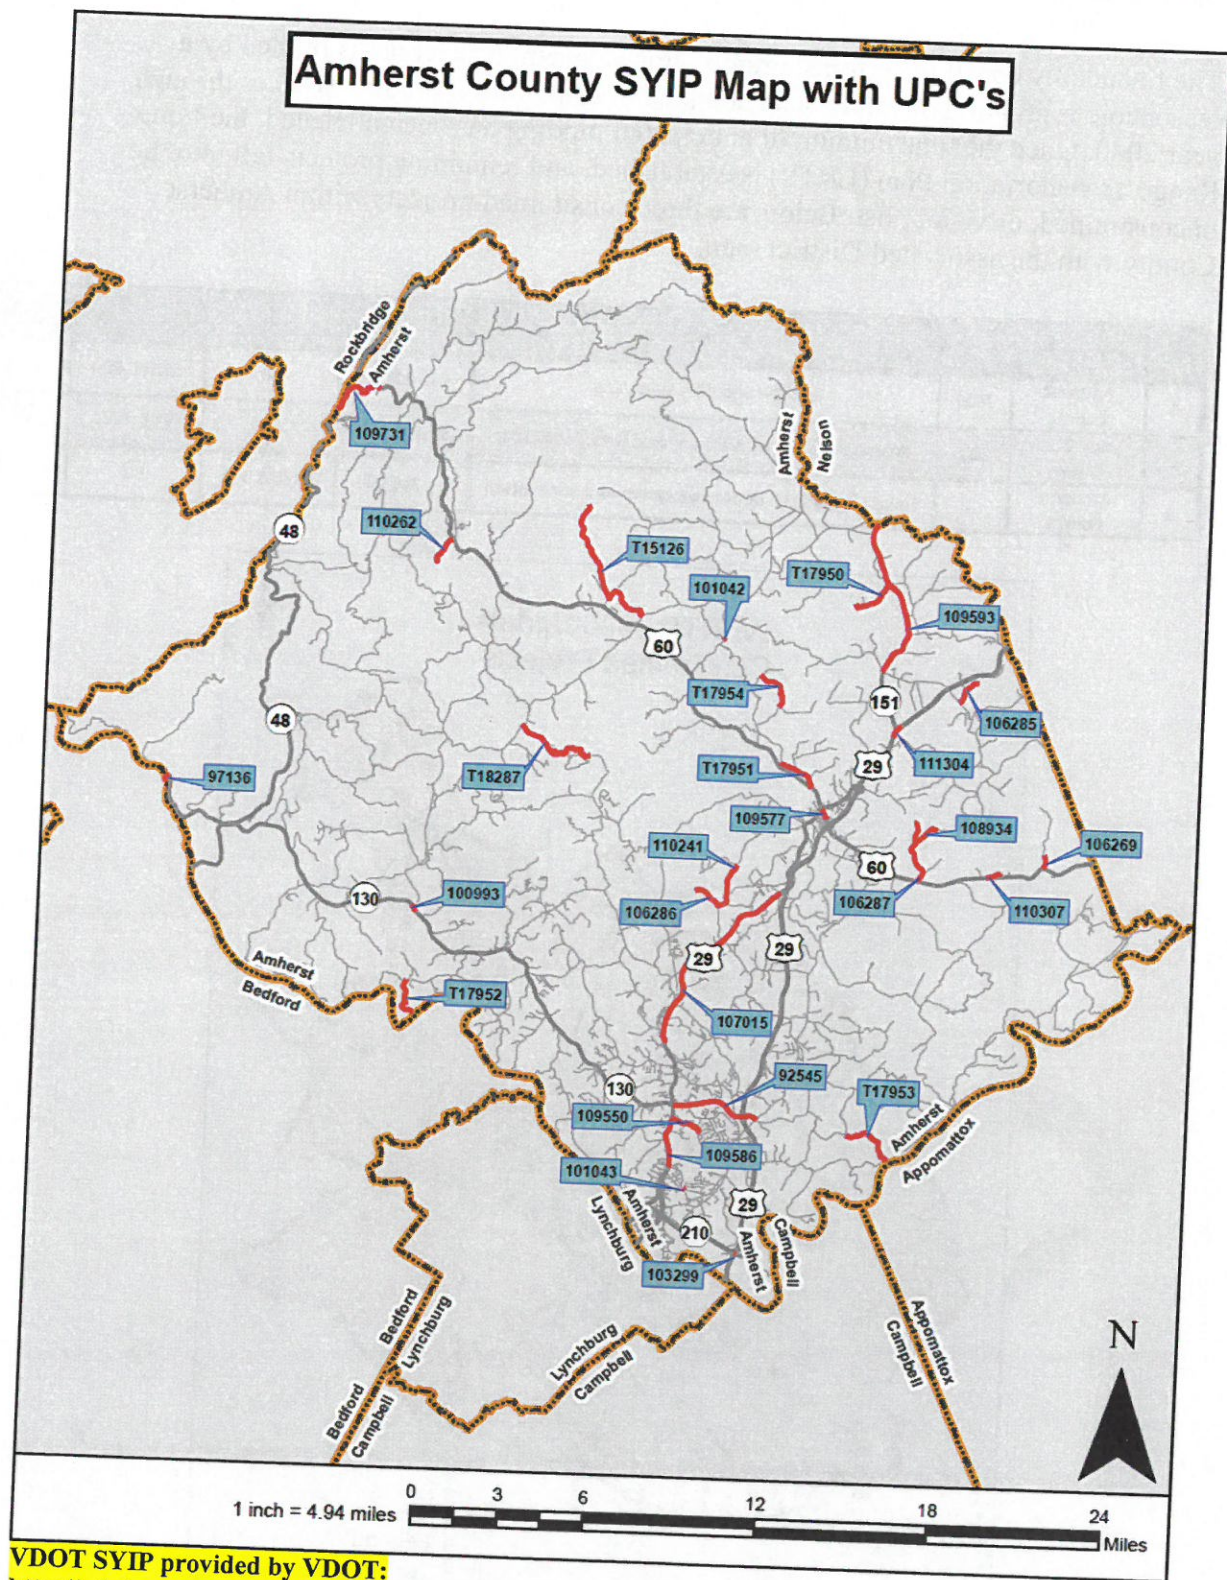 Amherst County SYIP Map with UPC's
Rockbridge
Amherst
109731
Amherst
Nelson
48
110262
T15126
T17950
101042
109593
60
T17954
151
106285
48
97136
T18287
T17951
29
111304
109577
108934
110241
106269
60
130
100993
106286
106287
110307
29
29
Amherst
Bedford
T17952
107015
92545
T17953
130
109550
109586
Amherst
Appomattox
101043
29
Amherst
Lynchburg
210
Campbell
Amherst
103299
Bedford
Lynchburg
Lynchburg
Campbell
Appomattox
Campbell
N
Bedford
Campbell
1 inch = 4.94 miles
0 3 6 12 18 24
Miles
VDOT SYIP provided by VDOT: